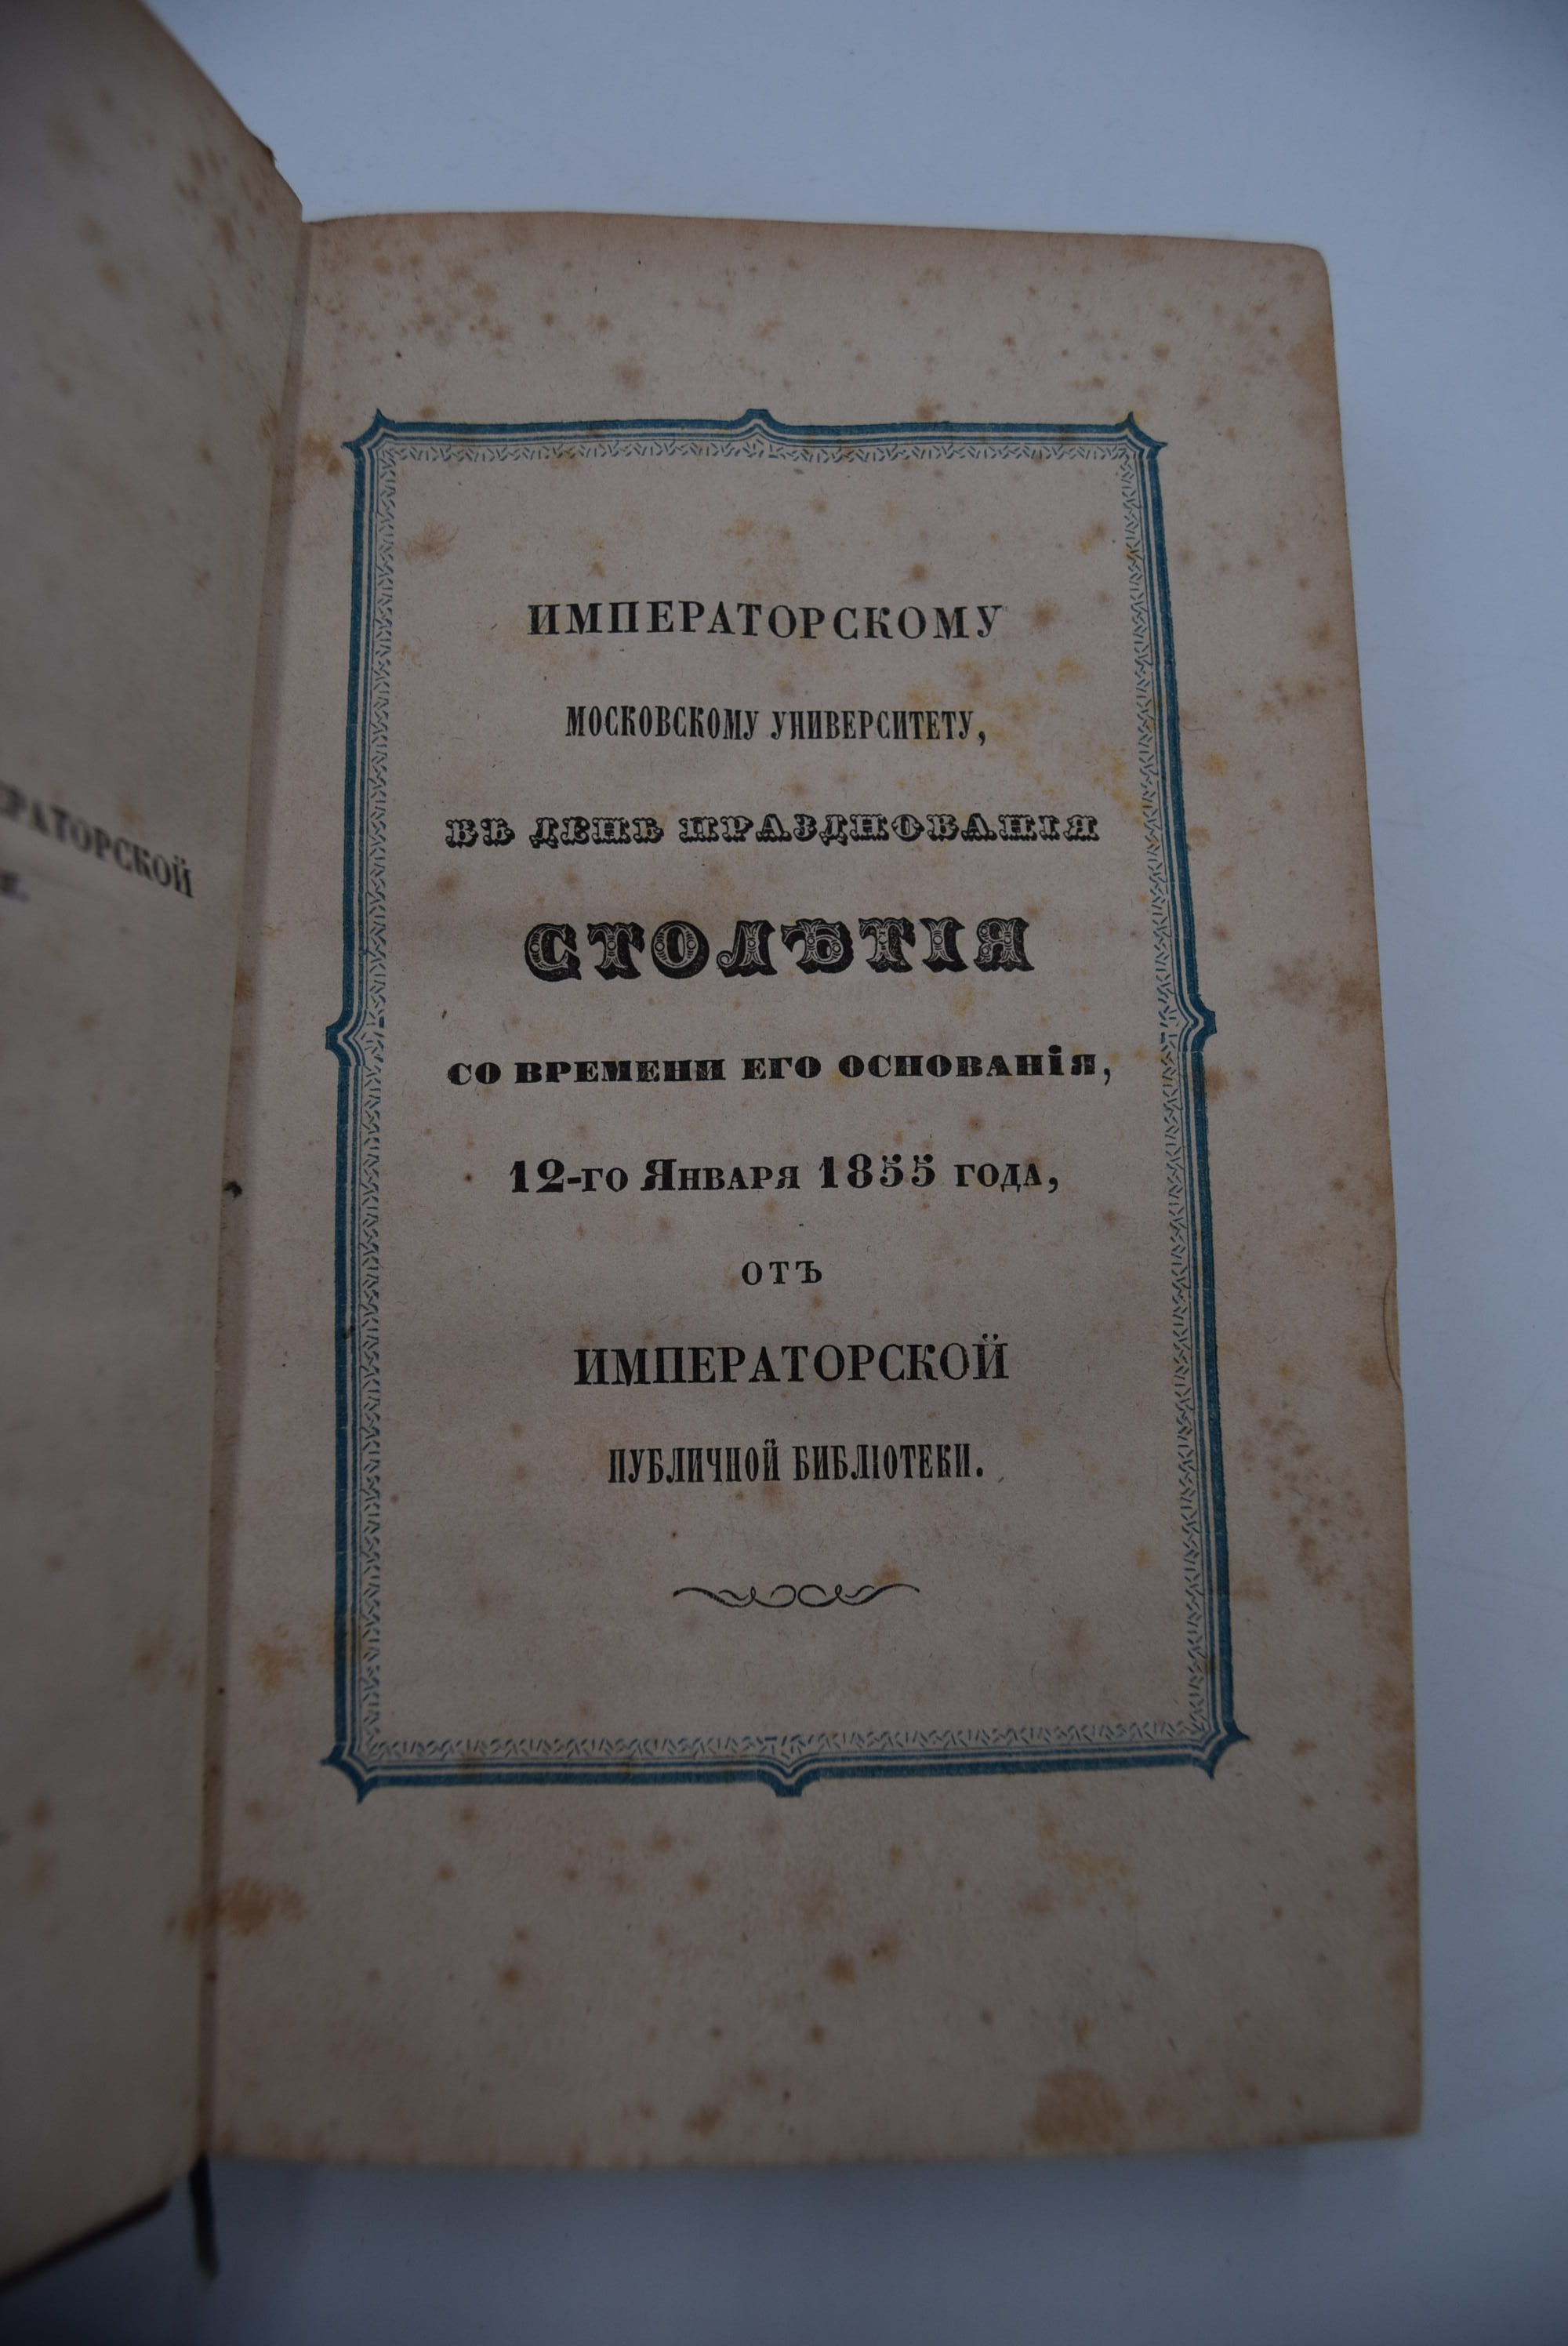 ЕРАТОРСКОЙ
ИМПЕРАТОРСКОМУ
МОСКОВСКОМУ УНИВЕРСИТЕТУ,
ВЪ ДЕНЬ ПРАЗДНОВАНІЯ
СТОЛѢТІЯ
СО ВРЕМЕНИ ЕГО ОСНОВАНІЯ,
12-го Января 1855 года,
отъ
ИМПЕРАТОРСКОЙ
ПУБЛИЧНОЙ БИБЛІОТЕКИ.